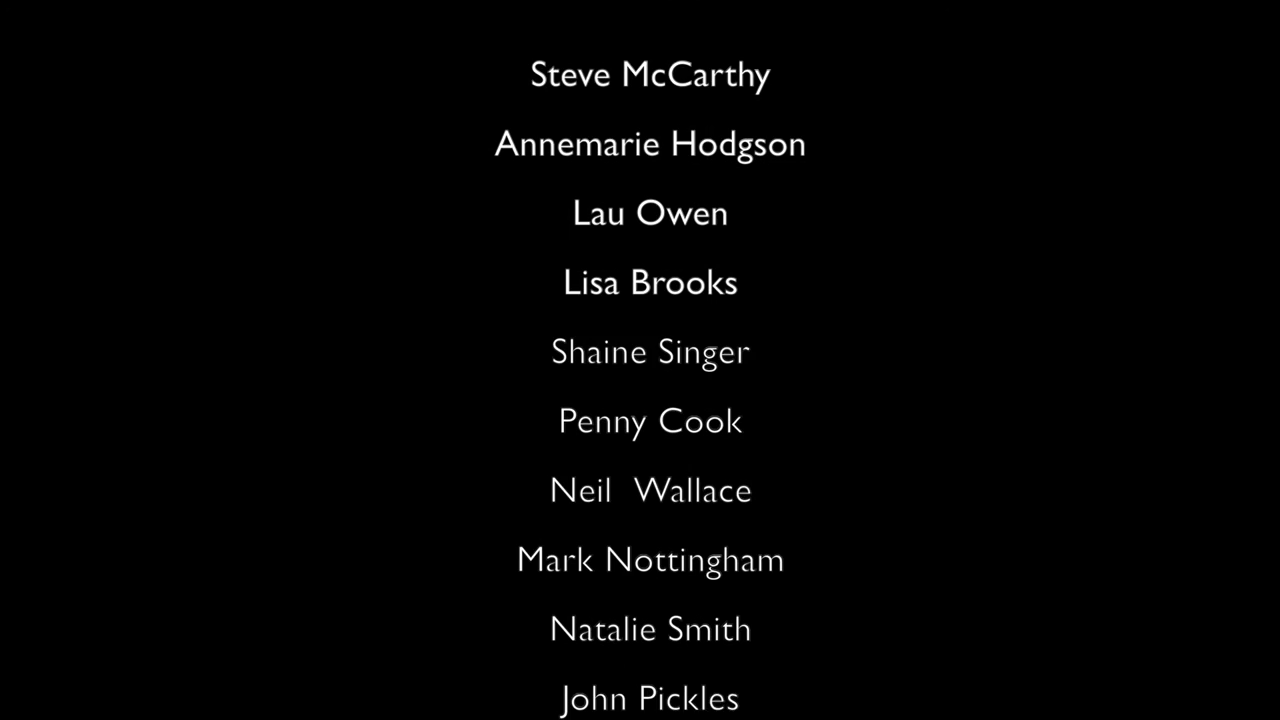 Steve McCarthy
Annemarie Hodgson
Lau Owen
Lisa Brooks
Shaine Singer
Penny Cook
Neil  Wallace
Mark Nottingham
Natalie Smith
John Pickles